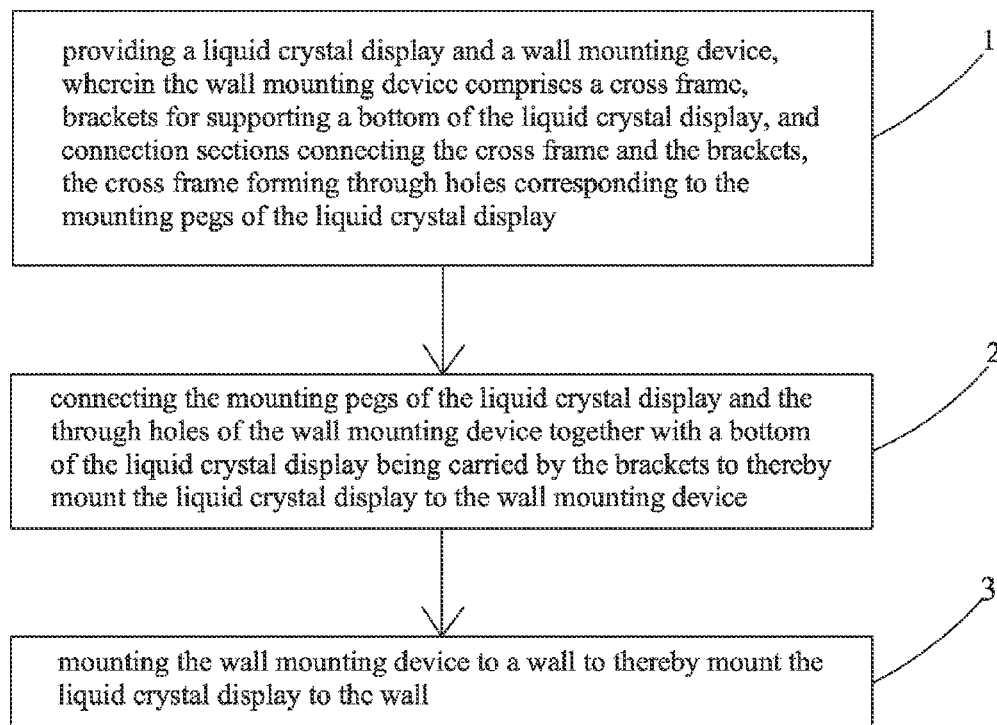 providing a liquid crystal display and a wall mounting device,
wherein the wall mounting device comprises a cross frame,
brackets for supporting a bottom of the liquid crystal display, and
connection sections connecting the cross frame and the brackets,
the cross frame forming through holes corresponding to the
mounting pegs of the liquid crystal display
1
connecting the mounting pegs of the liquid crystal display and the
through holes of the wall mounting device together with a bottom
of the liquid crystal display being carried by the brackets to thereby
mount the liquid crystal display to the wall mounting device
2
mounting the wall mounting device to a wall to thereby mount the
liquid crystal display to the wall
3